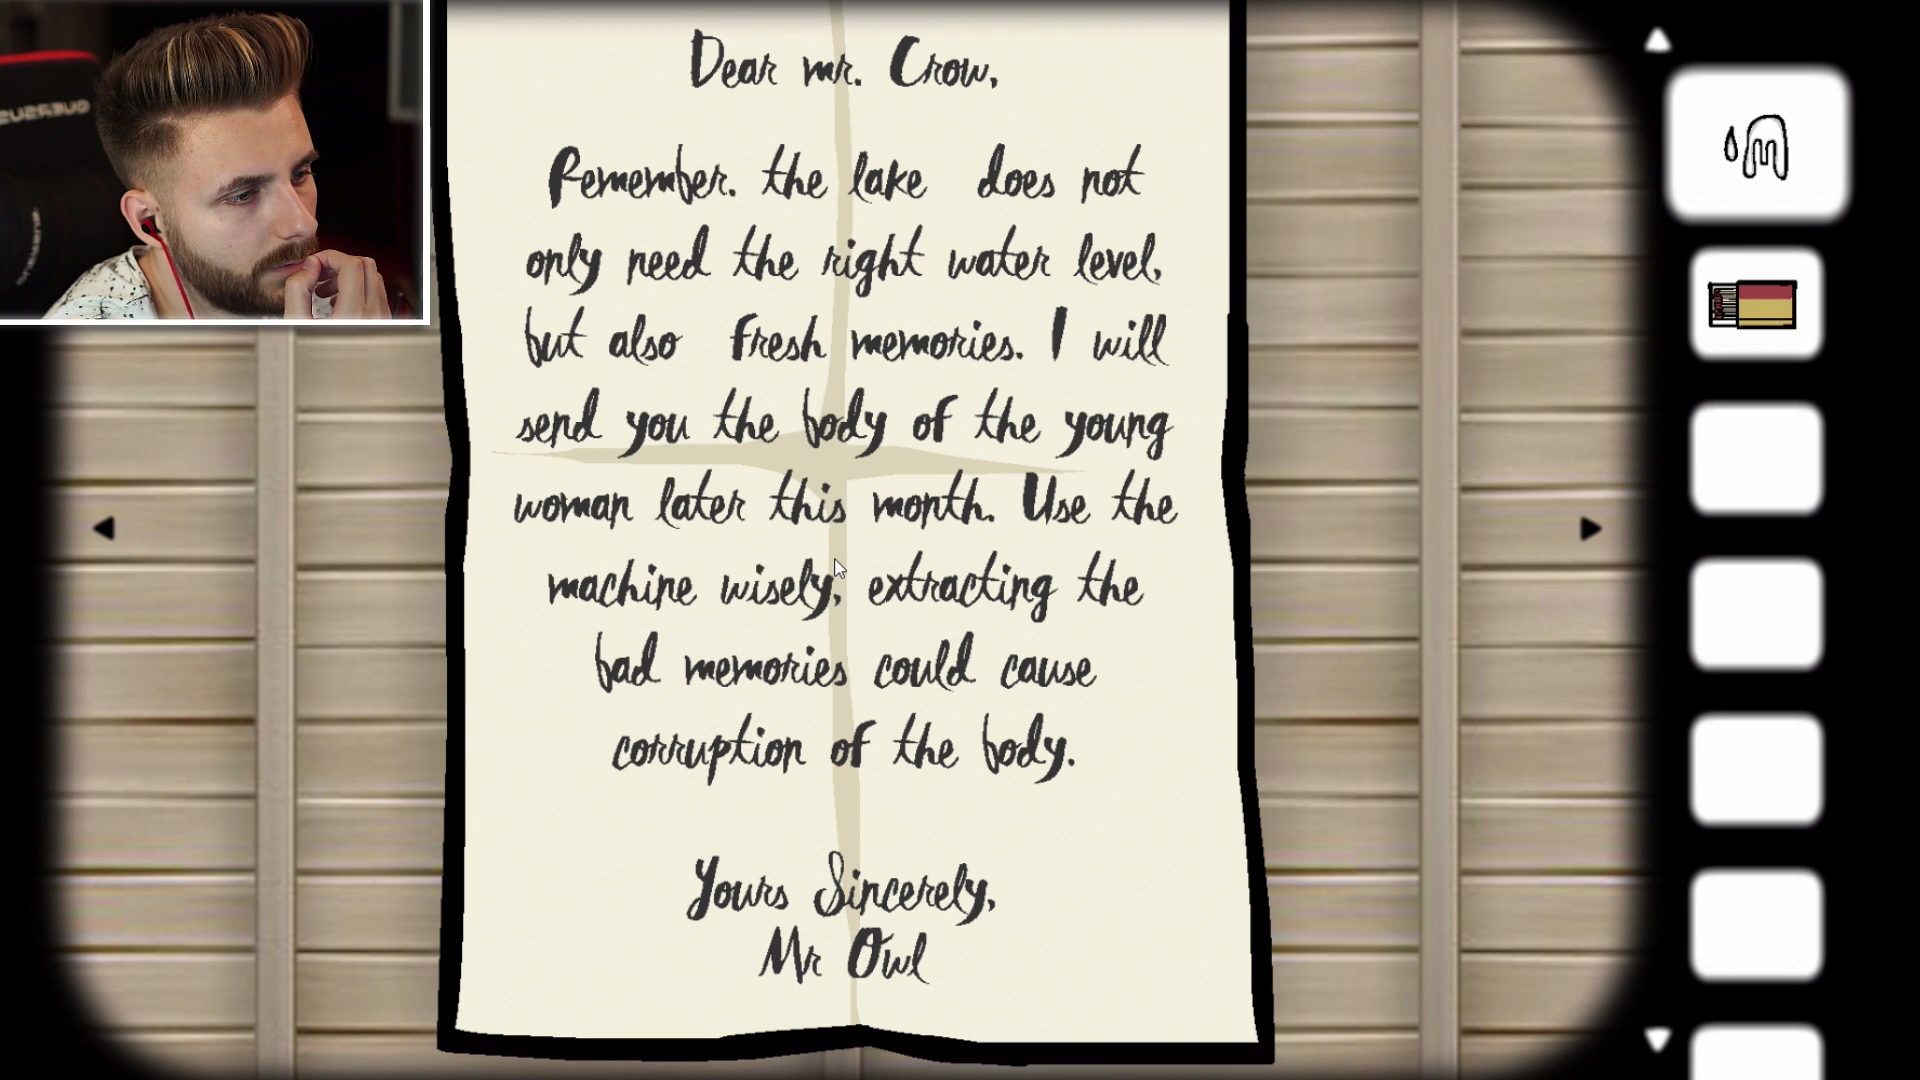 Dear mr. Crow,
Remember. the lake does not
only need the right water level,
but also fresh memories. I will
send you the body of the young
woman later this month. Use the
machine wisely, extracting the
bad memories could cause
corruption of the body.
Yours Sincerely,
Mr Owl